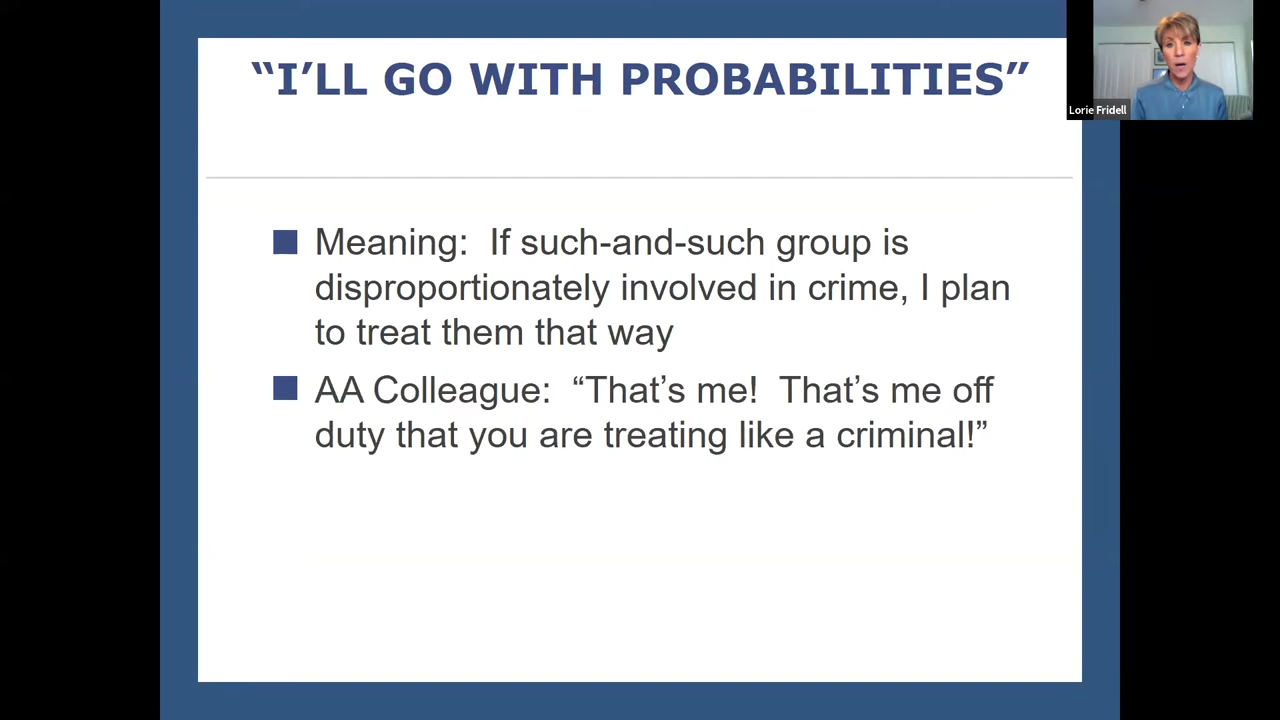 “I’LL GO WITH PROBABILITIES”
Lorie Fridell
Meaning:  If such-and-such group is
disproportionately involved in crime, I plan
to treat them that way
AA Colleague:  “That’s me!  That’s me off
duty that you are treating like a criminal!”